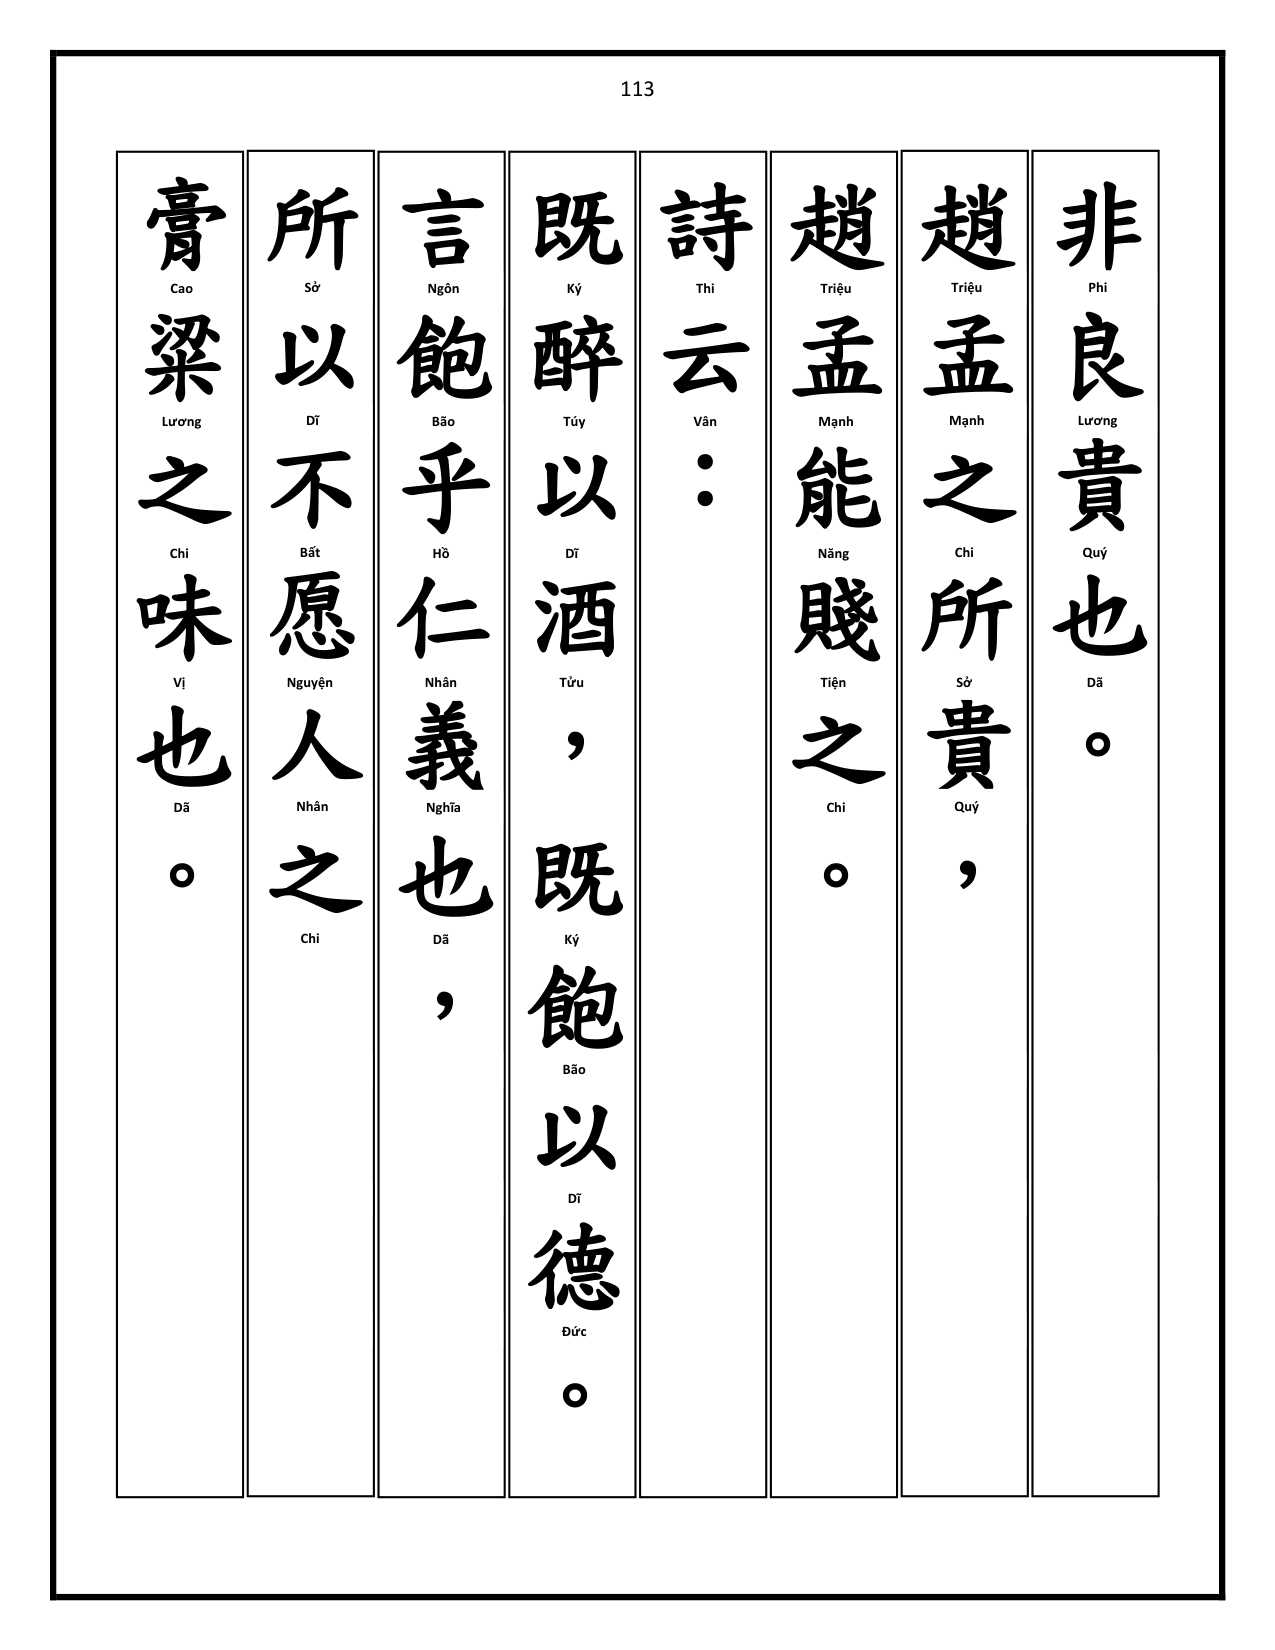 113
非良貴也。
Phi Lương Quý Dã
趙孟之所貴，
Triệu Mạnh Chi Sở Quý
趙孟能賤之。
Triệu Mạnh Năng Tiện Chi
詩云：
Thi Vân
既醉以酒，既飽以德。
Ký Túy Dĩ Tửu Ký Bão Dĩ Đức
言飽乎仁義也，
Ngôn Bão Hồ Nhân Nghĩa Dã
所以不愿人之
Sở Dĩ Bất Nguyện Nhân Chi
膏粱之味也。
Cao Lương Chi Vị Dã